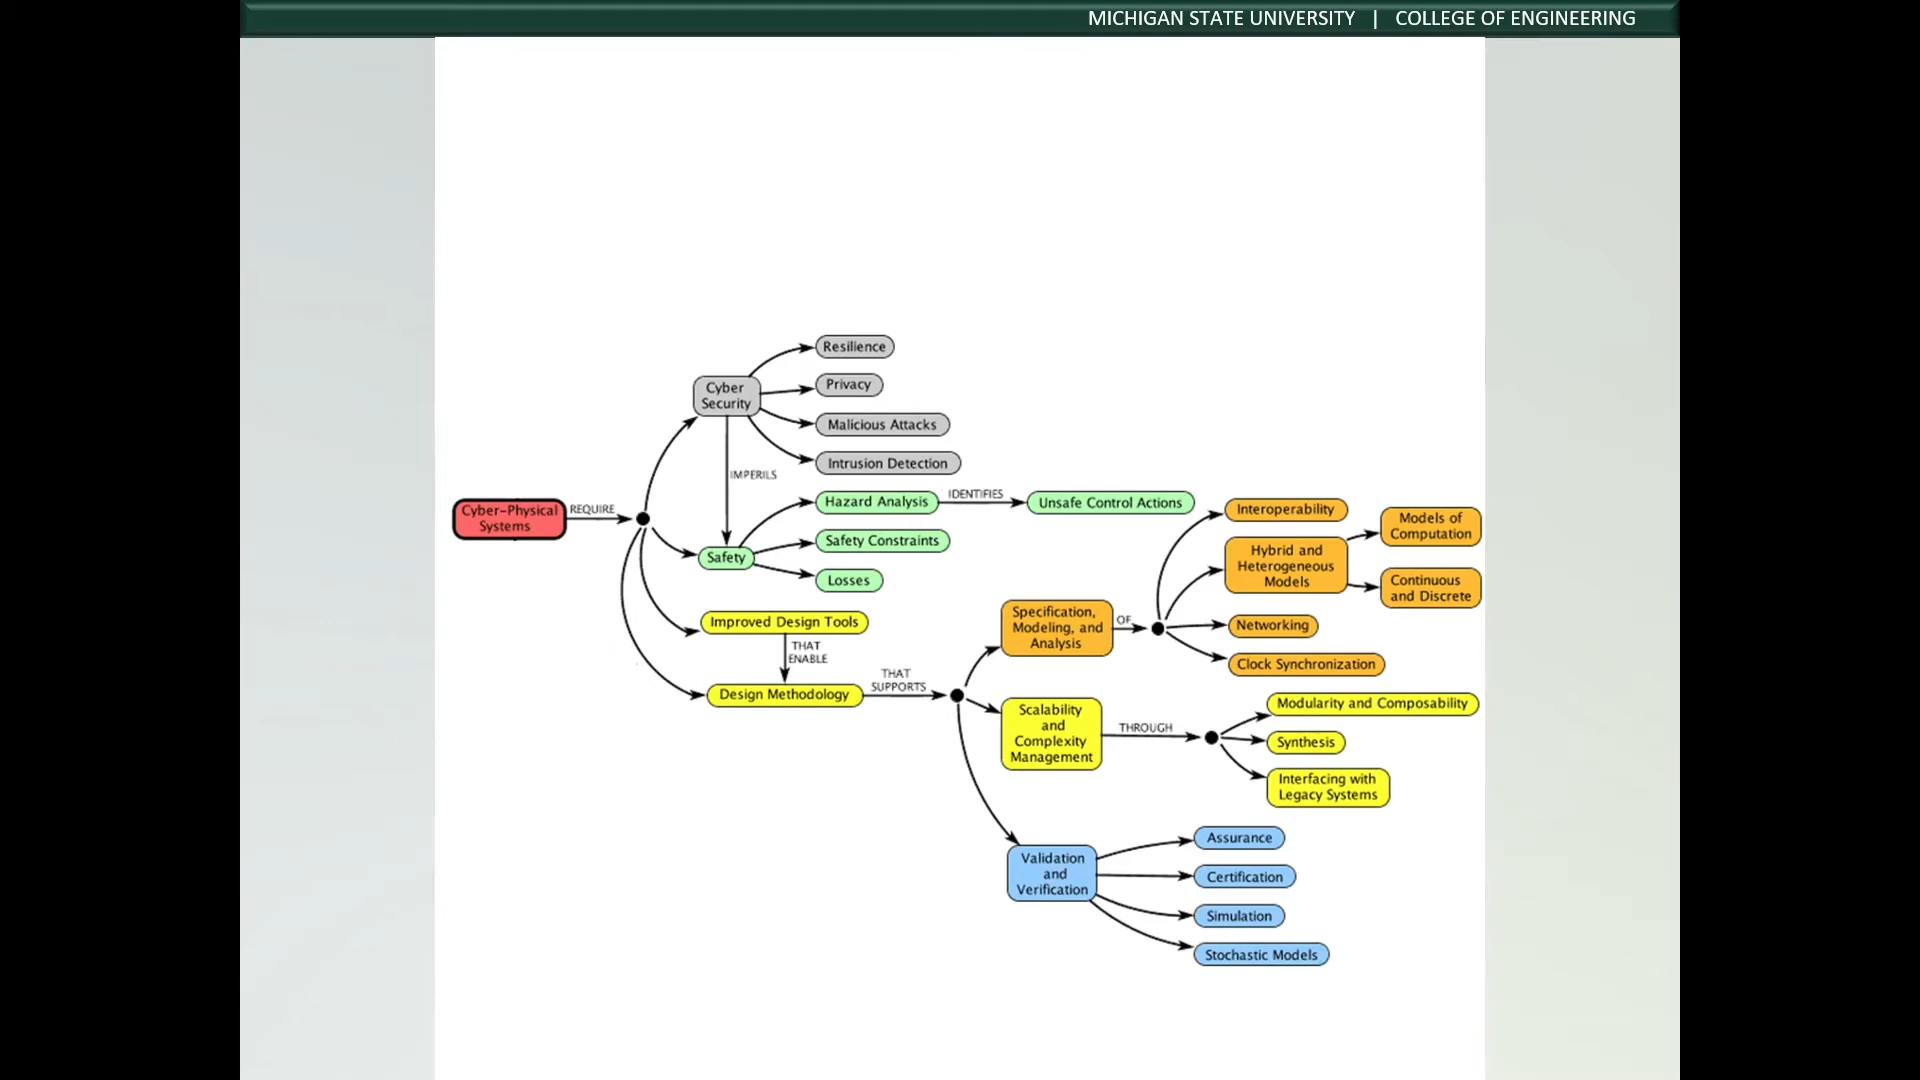 MICHIGAN STATE UNIVERSITY | COLLEGE OF ENGINEERING
Resilience
Cyber
Security
Privacy
Malicious Attacks
Intrusion Detection
IMPERILS
Cyber-Physical
Systems
REQUIRE
Hazard Analysis
IDENTIFIES
Unsafe Control Actions
Safety
Safety Constraints
Losses
Improved Design Tools
THAT
ENABLE
Design Methodology
THAT
SUPPORTS
Specification,
Modeling, and
Analysis
OF
Interoperability
Hybrid and
Heterogeneous
Models
Models of
Computation
Continuous
and Discrete
Networking
Clock Synchronization
Scalability
and
Complexity
Management
THROUGH
Modularity and Composability
Synthesis
Interfacing with
Legacy Systems
Validation
and
Verification
Assurance
Certification
Simulation
Stochastic Models